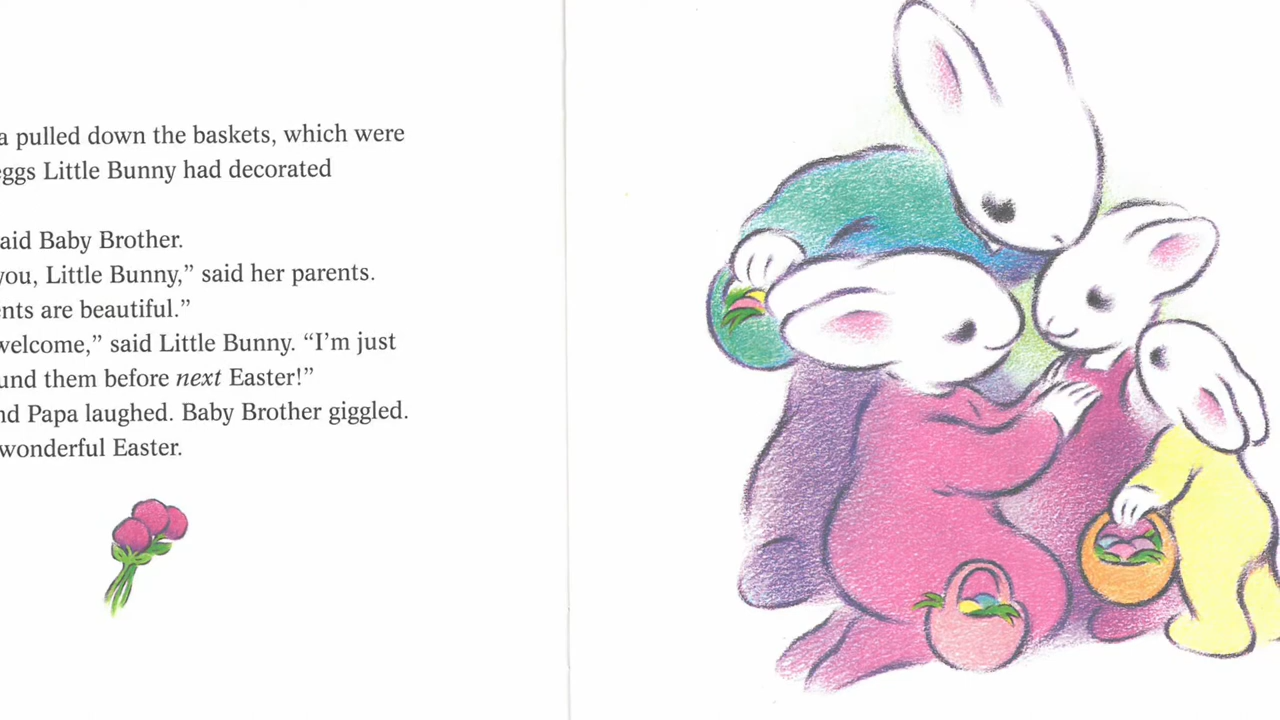 a pulled down the baskets, which were
eggs Little Bunny had decorated
aid Baby Brother.
you, Little Bunny,” said her parents.
nts are beautiful.”
welcome,” said Little Bunny. “I’m just
und them before next Easter!”
nd Papa laughed. Baby Brother giggled.
wonderful Easter.